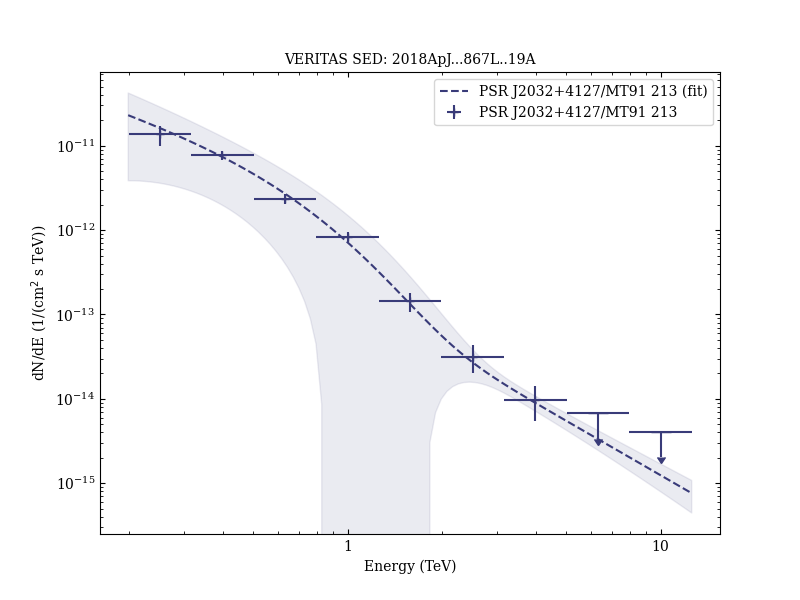 VERITAS SED: 2018ApJ...867L..19A
PSR J2032+4127/MT91 213 (fit)
PSR J2032+4127/MT91 213
10⁻¹¹
10⁻¹²
10⁻¹³
10⁻¹⁴
10⁻¹⁵
dN/dE (1/(cm² s TeV))
1 10
Energy (TeV)